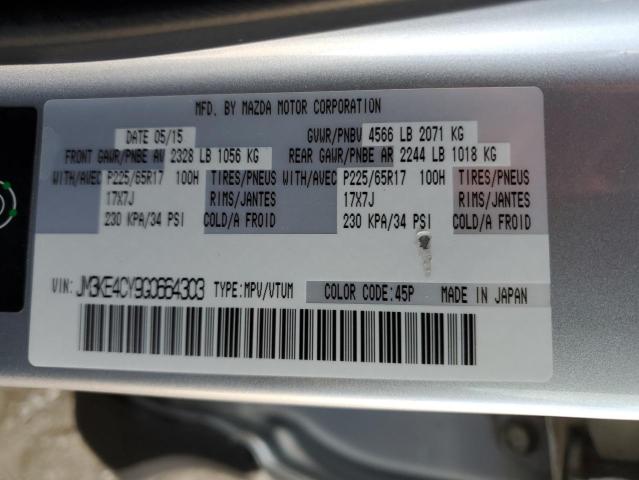 MFD. BY MAZDA MOTOR CORPORATION
DATE 05/15 GVWR/PNBV 4566 LB 2071 KG
FRONT GAWR/PNBE AV 2328 LB 1056 KG REAR GAWR/PNBE AR 2244 LB 1018 KG
WITH/AVEC P225/65R17 100H TIRES/PNEUS WITH/AVEC P225/65R17 100H TIRES/PNEUS
17X7J RIMS/JANTES 17X7J RIMS/JANTES
230 KPA/34 PSI COLD/A FROID 230 KPA/34 PSI COLD/A FROID
VIN: JM3KE4CY9G0664303 TYPE:MPV/VTUM COLOR CODE:45P MADE IN JAPAN